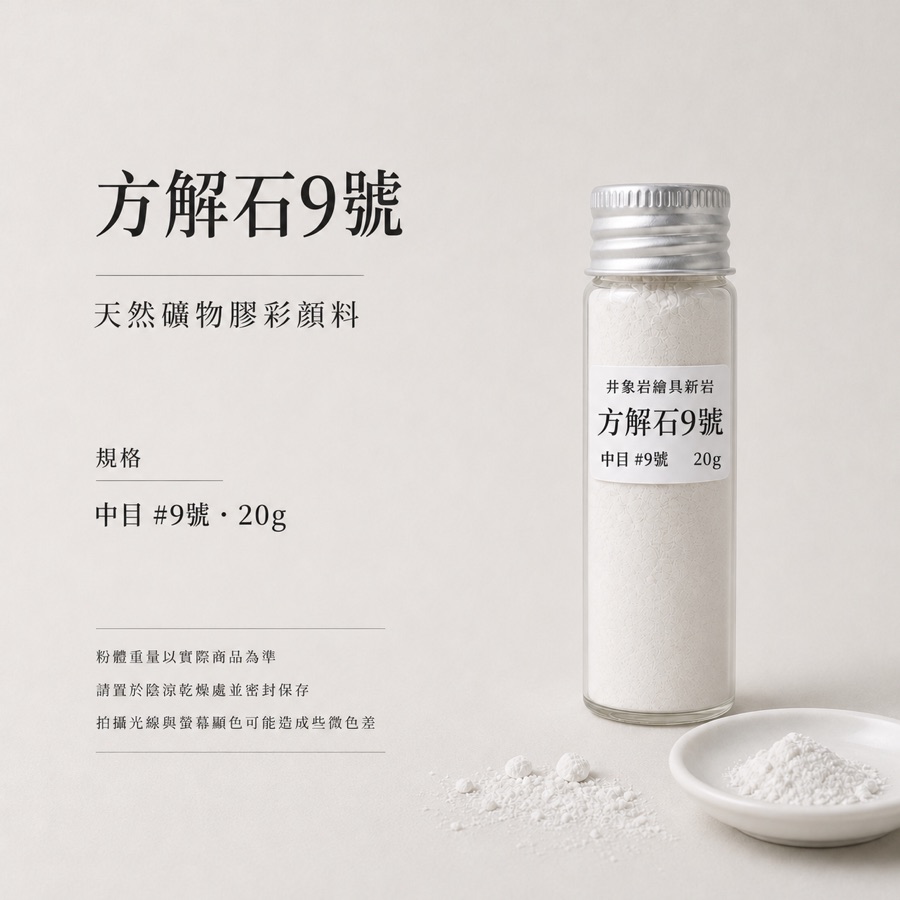 方解石9號
天然礦物膠彩顏料
規格
中目 #9號・20g
粉體重量以實際商品為準
請置於陰涼乾燥處並密封保存
拍攝光線與螢幕顯色可能造成些微色差
井象岩繪具新岩
方解石9號
中目 #9號 20g